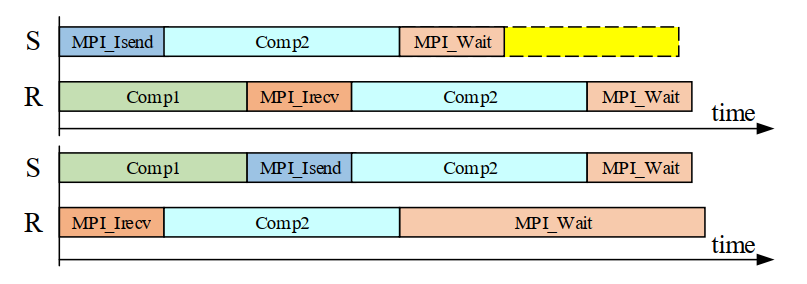 S MPI_Isend Comp2 MPI_Wait
R Comp1 MPI_Irecv Comp2 MPI_Wait
time
S Comp1 MPI_Isend Comp2 MPI_Wait
R MPI_Irecv Comp2 MPI_Wait
time